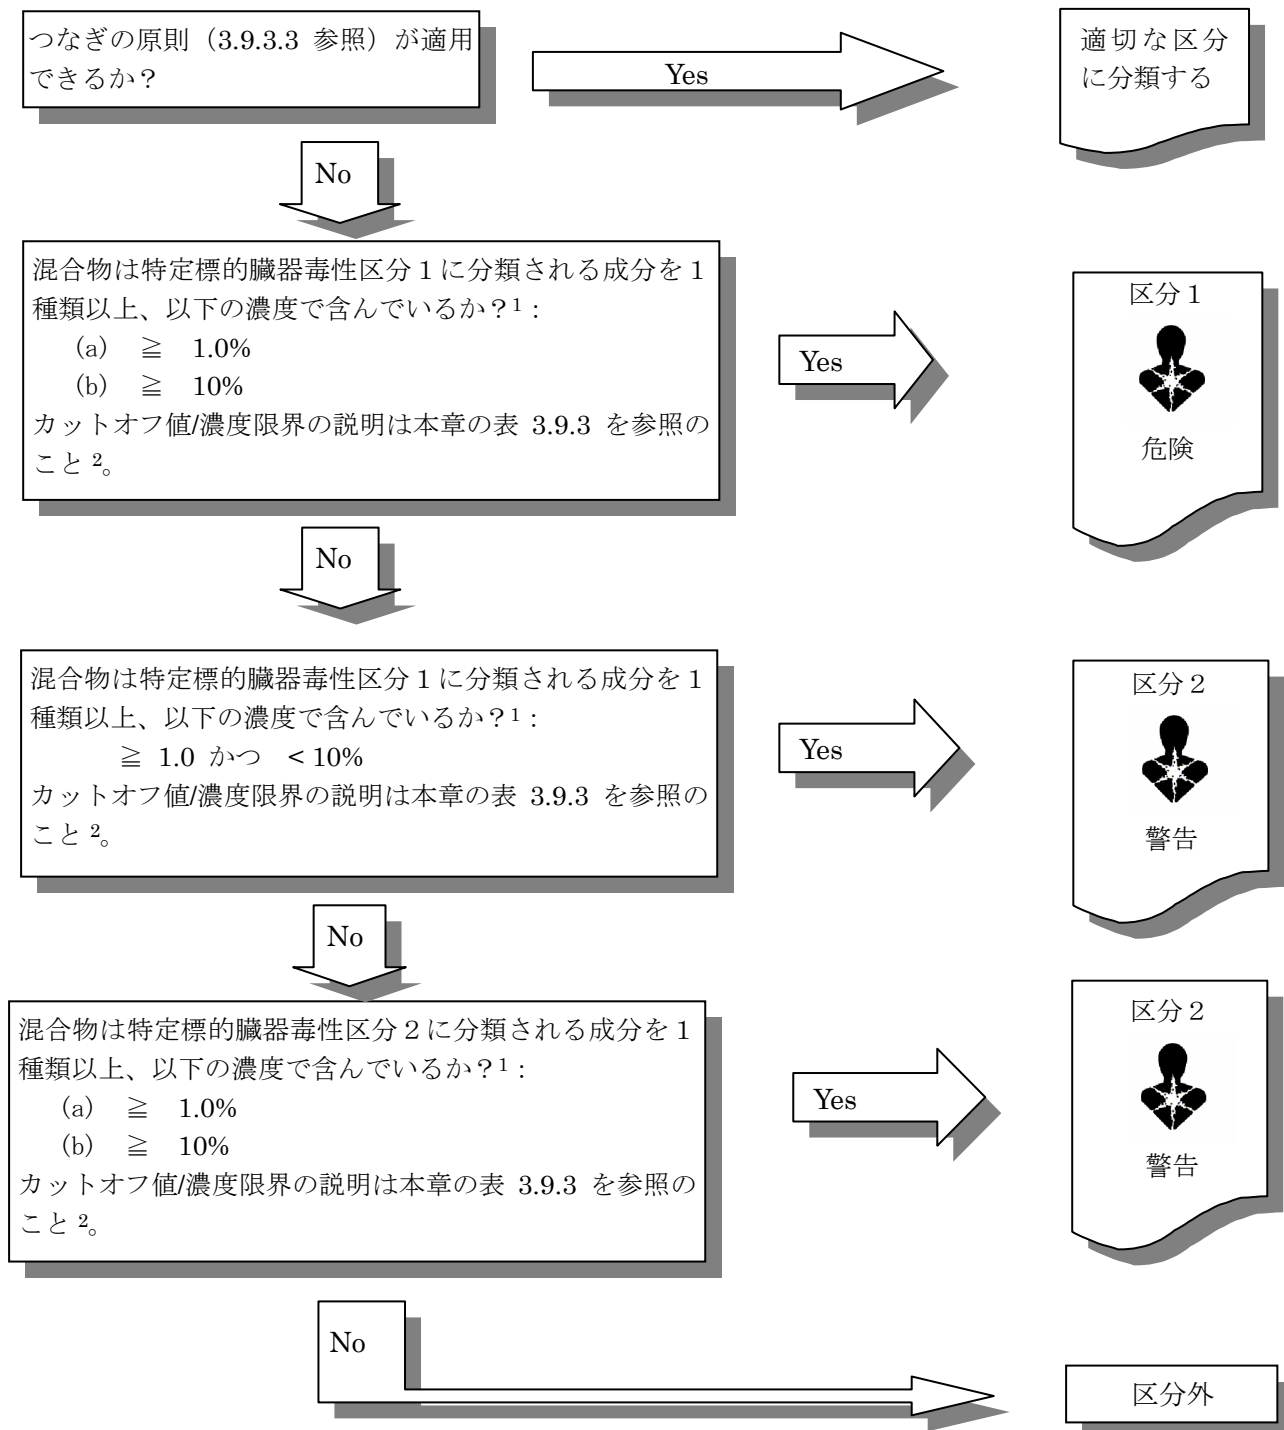 つなぎの原則（3.9.3.3 参照）が適用
できるか？
Yes
適切な区分
に分類する
No
混合物は特定標的臓器毒性区分１に分類される成分を１
種類以上、以下の濃度で含んでいるか？1：
(a) ≧ 1.0%
(b) ≧ 10%
カットオフ値/濃度限界の説明は本章の表 3.9.3 を参照の
こと 2。
Yes
区分１
危険
No
混合物は特定標的臓器毒性区分１に分類される成分を１
種類以上、以下の濃度で含んでいるか？1：
≧ 1.0 かつ ＜10%
カットオフ値/濃度限界の説明は本章の表 3.9.3 を参照の
こと 2。
Yes
区分２
警告
No
混合物は特定標的臓器毒性区分２に分類される成分を１
種類以上、以下の濃度で含んでいるか？1：
(a) ≧ 1.0%
(b) ≧ 10%
カットオフ値/濃度限界の説明は本章の表 3.9.3 を参照の
こと 2。
Yes
区分２
警告
No
区分外